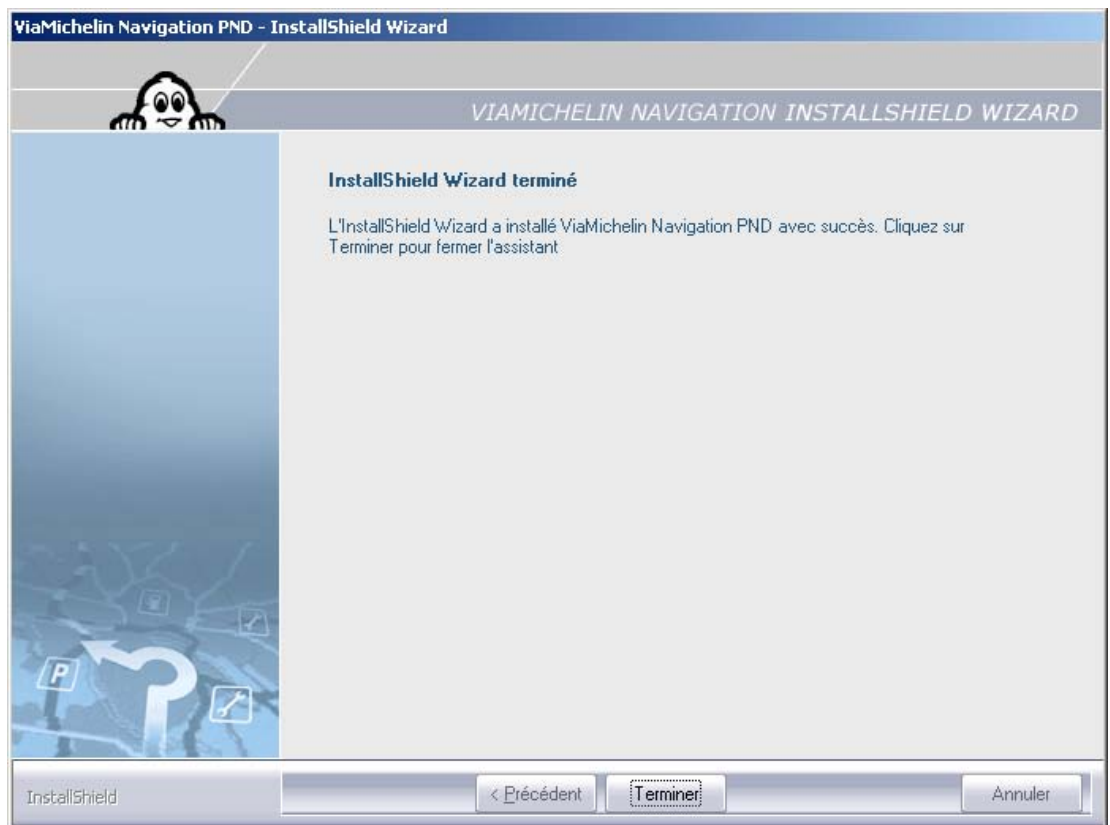 ViaMichelin Navigation PND - InstallShield Wizard
VIAMICHELIN NAVIGATION INSTALLSHIELD WIZARD
InstallShield Wizard terminé
L'InstallShield Wizard a installé ViaMichelin Navigation PND avec succès. Cliquez sur
Terminer pour fermer l'assistant
P
InstallShield
< Précédent
Terminer
Annuler